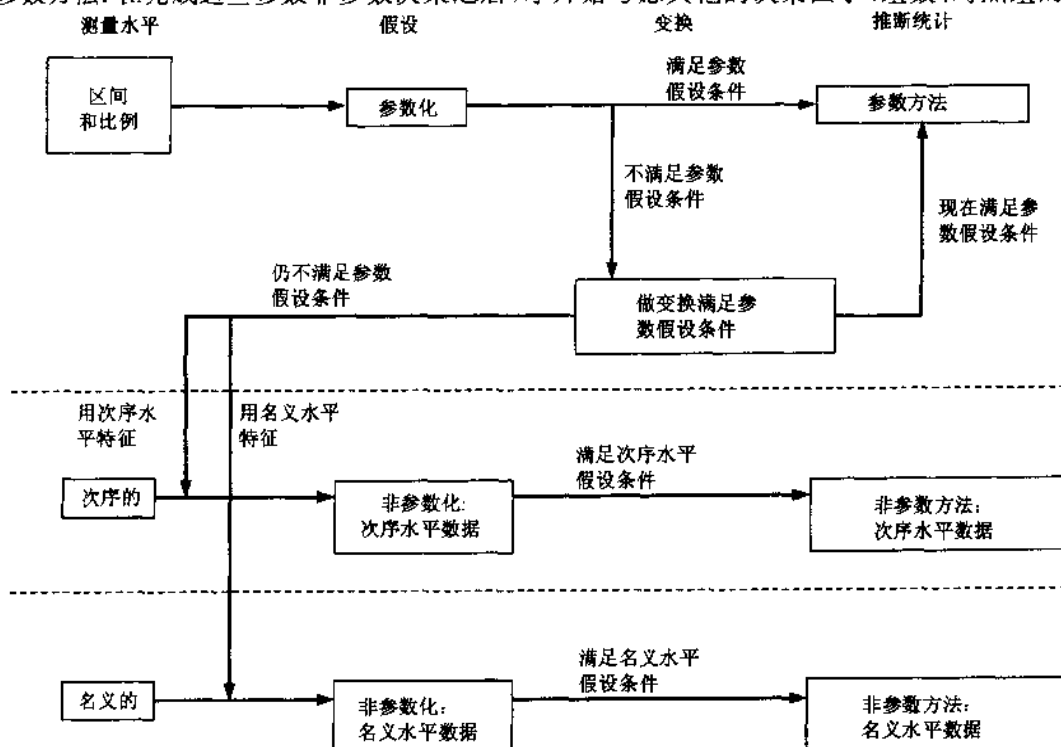 测量水平
假设
变换
推断统计
区间
和比例
参数化
满足参数
假设条件
参数方法
不满足参数
假设条件
现在满足参
数假设条件
仍不满足参数
假设条件
做变换满足参
数假设条件
用次序水
平特征
用名义水平
特征
次序的
非参数化:
次序水平数据
满足次序水平
假设条件
非参数方法:
次序水平数据
名义的
非参数化:
名义水平数据
满足名义水平
假设条件
非参数方法:
名义水平数据